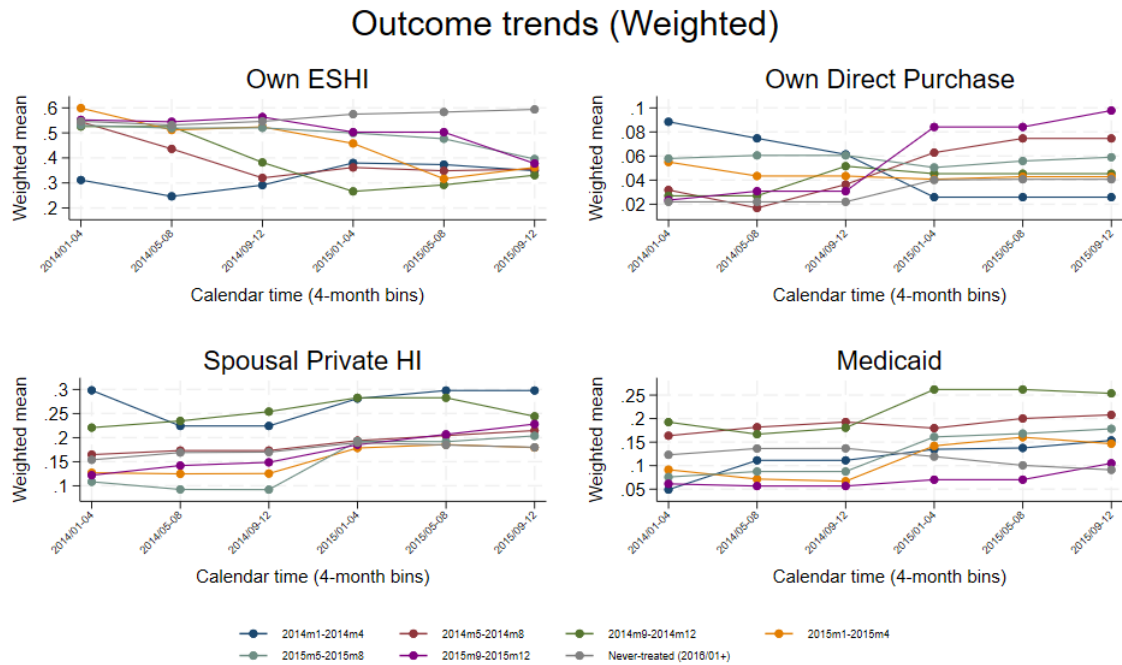 Outcome trends (Weighted)
Own ESHI
Weighted mean
.6
.5
.4
.3
.2
2014/01-04
2014/05-08
2014/09-12
2015/01-04
2015/05-08
2015/09-12
Calendar time (4-month bins)
Own Direct Purchase
Weighted mean
.1
.08
.06
.04
.02
2014/01-04
2014/05-08
2014/09-12
2015/01-04
2015/05-08
2015/09-12
Calendar time (4-month bins)
Spousal Private HI
Weighted mean
.3
.25
.2
.15
.1
2014/01-04
2014/05-08
2014/09-12
2015/01-04
2015/05-08
2015/09-12
Calendar time (4-month bins)
Medicaid
Weighted mean
.25
.2
.15
.1
.05
2014/01-04
2014/05-08
2014/09-12
2015/01-04
2015/05-08
2015/09-12
Calendar time (4-month bins)
2014m1-2014m4
2014m5-2014m8
2014m9-2014m12
2015m1-2015m4
2015m5-2015m8
2015m9-2015m12
Never-treated (2016/01+)